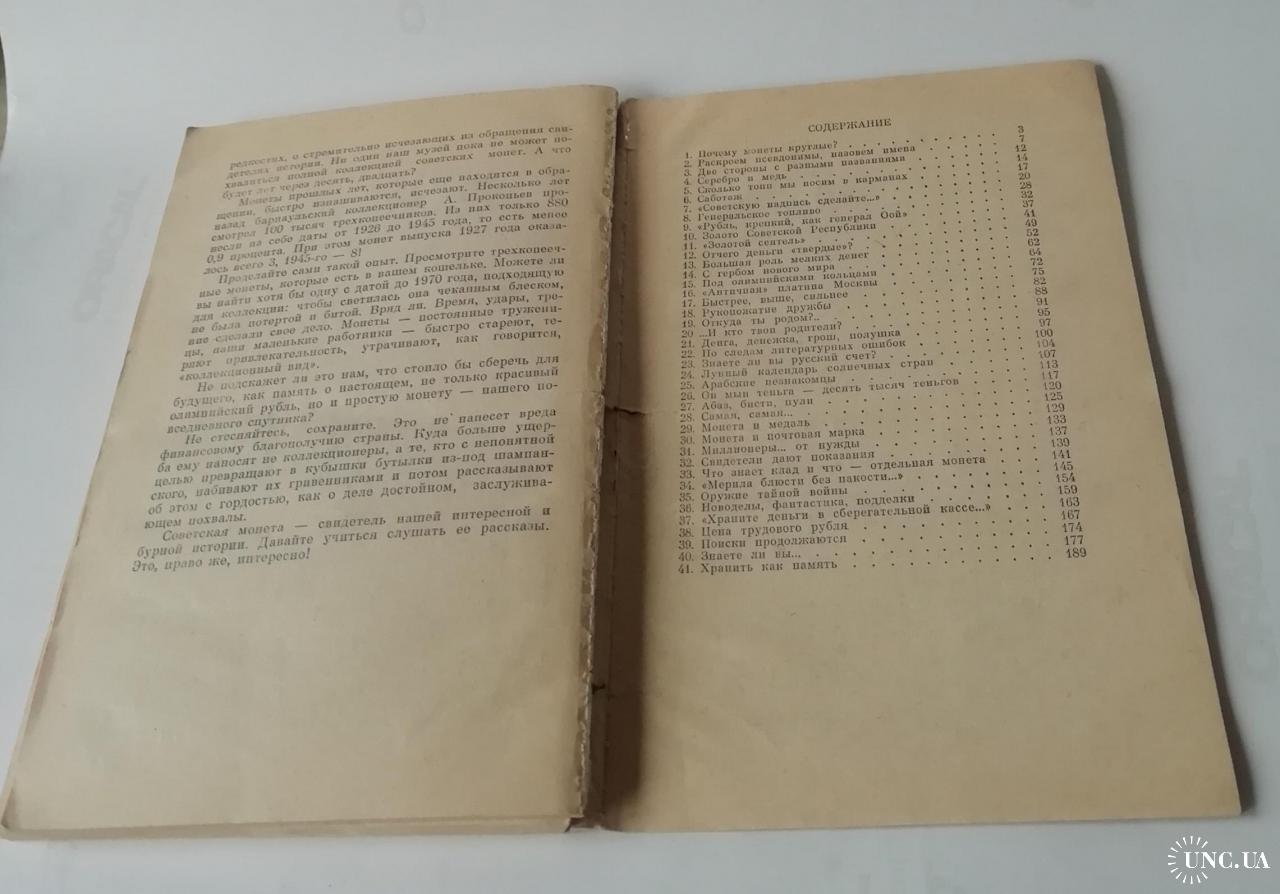 редкостях, о стремительно исчезающих из обращения сви-
детелях истории. Ни один наш музей пока не может по-
хвалиться полной коллекцией советских монет. А что
будет лет через десять, двадцать?
Монеты прошлых лет, которые еще находятся в обра-
щении, быстро изнашиваются, исчезают. Несколько лет
назад барнаульский коллекционер А. Прокопьев про-
смотрел 100 тысяч трехкопеечников. Из них только 880
несли на себе даты от 1926 до 1945 года, то есть менее
0,9 процента. При этом монет выпуска 1927 года оказа-
лось всего 3, 1945-го — 8!
Проделайте сами такой опыт. Просмотрите трехкопееч-
ные монеты, которые есть в вашем кошельке. Можете ли
вы найти хотя бы одну с датой до 1970 года, подходящую
для коллекции: чтобы светилась она чеканным блеском,
не была потертой и битой. Вряд ли. Время, удары, тре-
ние сделали свое дело. Монеты — постоянные тружени-
цы, наши маленькие работники — быстро стареют, те-
ряют привлекательность, утрачивают, как говорится,
«коллекционный вид».
Не подскажет ли это нам, что стоило бы сберечь для
будущего, как память о настоящем, не только красивый
олимпийский рубль, но и простую монету — нашего по-
вседневного спутника?
Не стесняйтесь, сохраните. Это не нанесет вреда
финансовому благополучию страны. Куда больше ущер-
ба ему наносят не коллекционеры, а те, кто с непонятной
целью превращают в кубышки бутылки из-под шампан-
ского, набивают их гривенниками и потом рассказывают
об этом с гордостью, как о деле достойном, заслужива-
ющем похвалы.
Советская монета — свидетель нашей интересной и
бурной истории. Давайте учиться слушать ее рассказы.
Это, право же, интересно!
СОДЕРЖАНИЕ
1. Почему монеты круглые? . . . 3
2. Раскроем псевдонимы, назовем имена . . . 7
3. Две стороны с разными названиями . . . 12
4. Серебро и медь . . . 14
5. Сколько тонн мы носим в карманах . . . 17
6. Саботаж . . . 20
7. «Советскую надпись сделайте...» . . . 28
8. Генеральское топливо . . . 32
9. «Рубль, крепкий, как генерал Оой» . . . 37
10. Золото Советской Республики . . . 41
11. «Золотой сеятель» . . . 49
12. Отчего деньги «твердые»? . . . 52
13. Большая роль мелких денег . . . 62
14. С гербом нового мира . . . 64
15. Под олимпийскими кольцами . . . 72
16. «Античная» платина Москвы . . . 75
17. Быстрее, выше, сильнее . . . 82
18. Рукопожатие дружбы . . . 88
19. Откуда ты родом?.. . . . 91
20. ...И кто твои родители? . . . 95
21. Денга, денежка, грош, полушка . . . 97
22. По следам литературных ошибок . . . 100
23. Знаете ли вы русский счет? . . . 104
24. Лунный календарь солнечных стран . . . 107
25. Арабские незнакомцы . . . 113
26. Он мын теньга — десять тысяч теньгов . . . 117
27. Абаз, бисти, пули . . . 120
28. Самая, самая... . . . 125
29. Монета и медаль . . . 129
30. Монета и почтовая марка . . . 133
31. Миллионеры... от нужды . . . 137
32. Свидетели дают показания . . . 139
33. Что знает клад и что — отдельная монета . . . 141
34. «Мерила блюсти без пакости...» . . . 145
35. Оружие тайной войны . . . 154
36. Новоделы, фантастика, подделки . . . 159
37. «Храните деньги в сберегательной кассе...» . . . 163
38. Цена трудового рубля . . . 167
39. Поиски продолжаются . . . 174
40. Знаете ли вы... . . . 177
41. Хранить как память . . . 189
UNC.UA